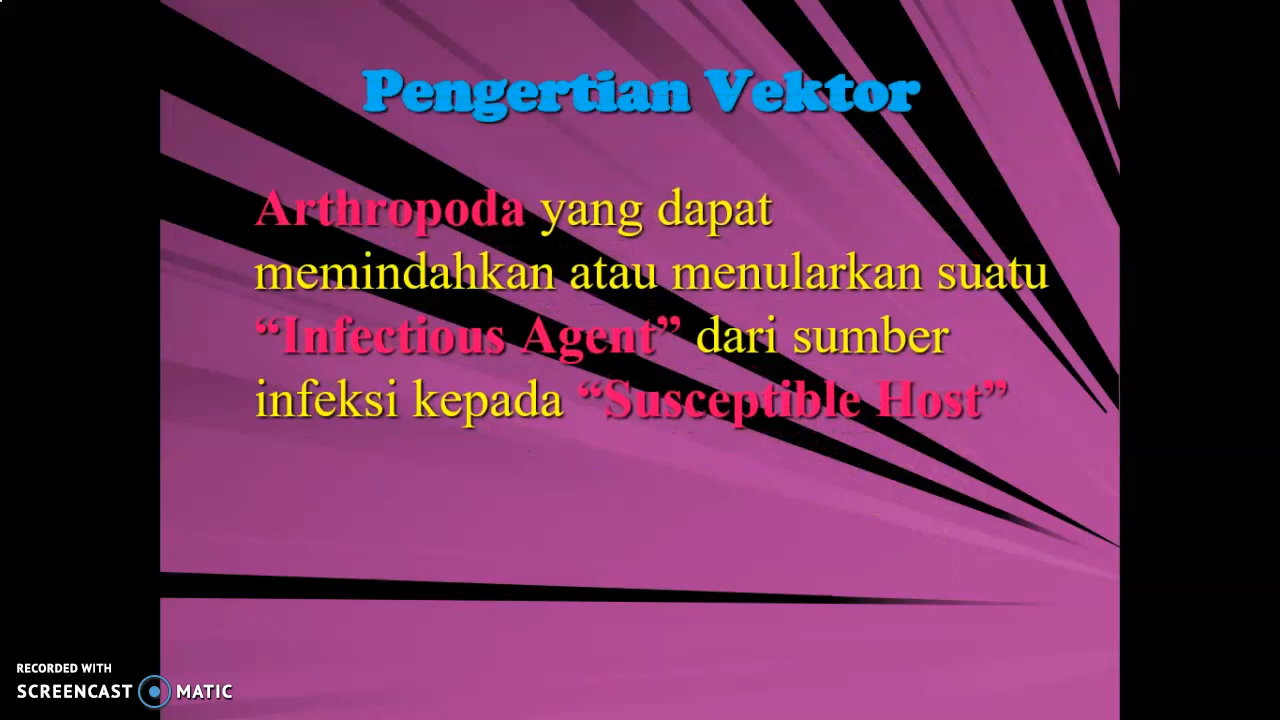 Pengertian Vektor
Arthropoda yang dapat
memindahkan atau menularkan suatu
“Infectious Agent” dari sumber
infeksi kepada “Susceptible Host”
RECORDED WITH
SCREENCAST MATIC